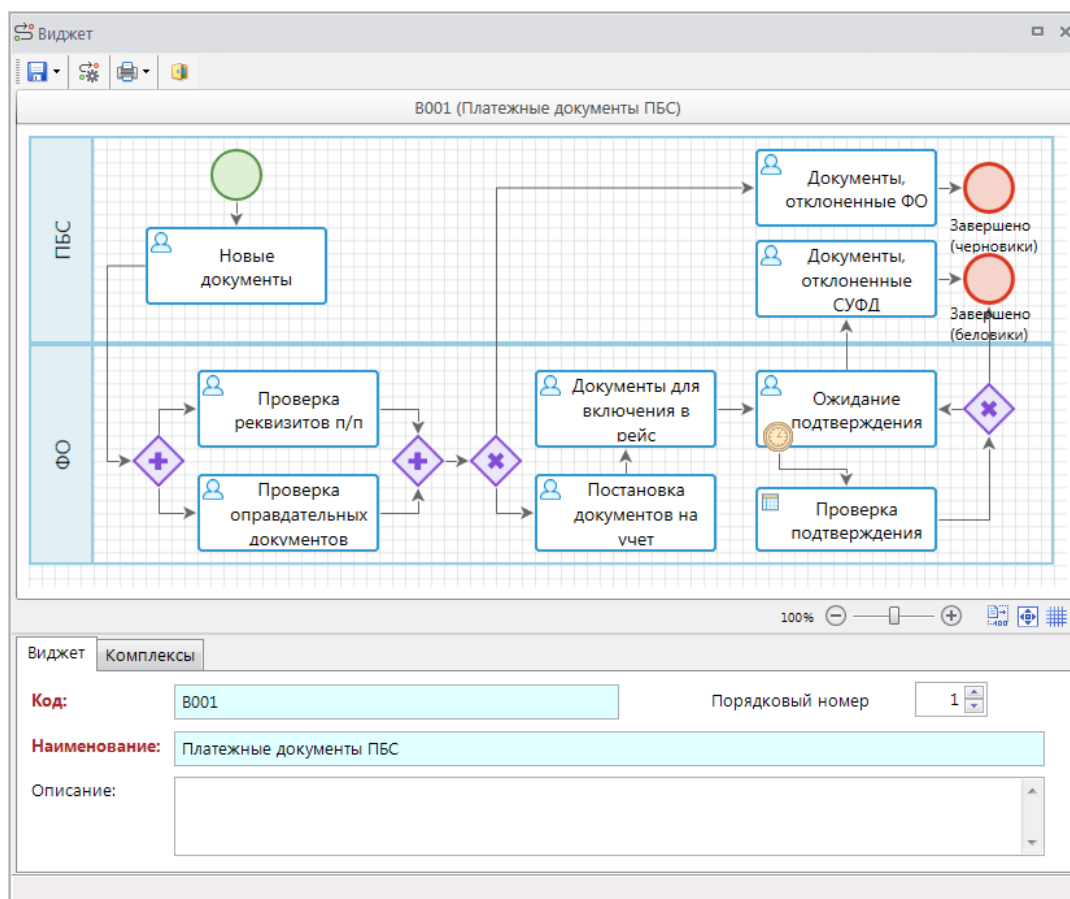 Виджет
B001 (Платежные документы ПБС)
ПБС
Новые
документы
Документы,
отклоненные ФО
Завершено
(черновики)
Документы,
отклоненные
СУФД
Завершено
(беловики)
ФО
Проверка
реквизитов п/п
Проверка
оправдательных
документов
Документы для
включения в
рейс
Постановка
документов на
учет
Ожидание
подтверждения
Проверка
подтверждения
100%
Виджет
Комплексы
Код:
B001
Порядковый номер
1
Наименование:
Платежные документы ПБС
Описание: